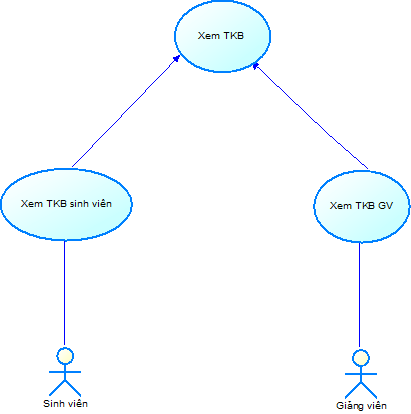 Xem TKB
Xem TKB sinh viên
Xem TKB GV
Sinh viên
Giảng viên